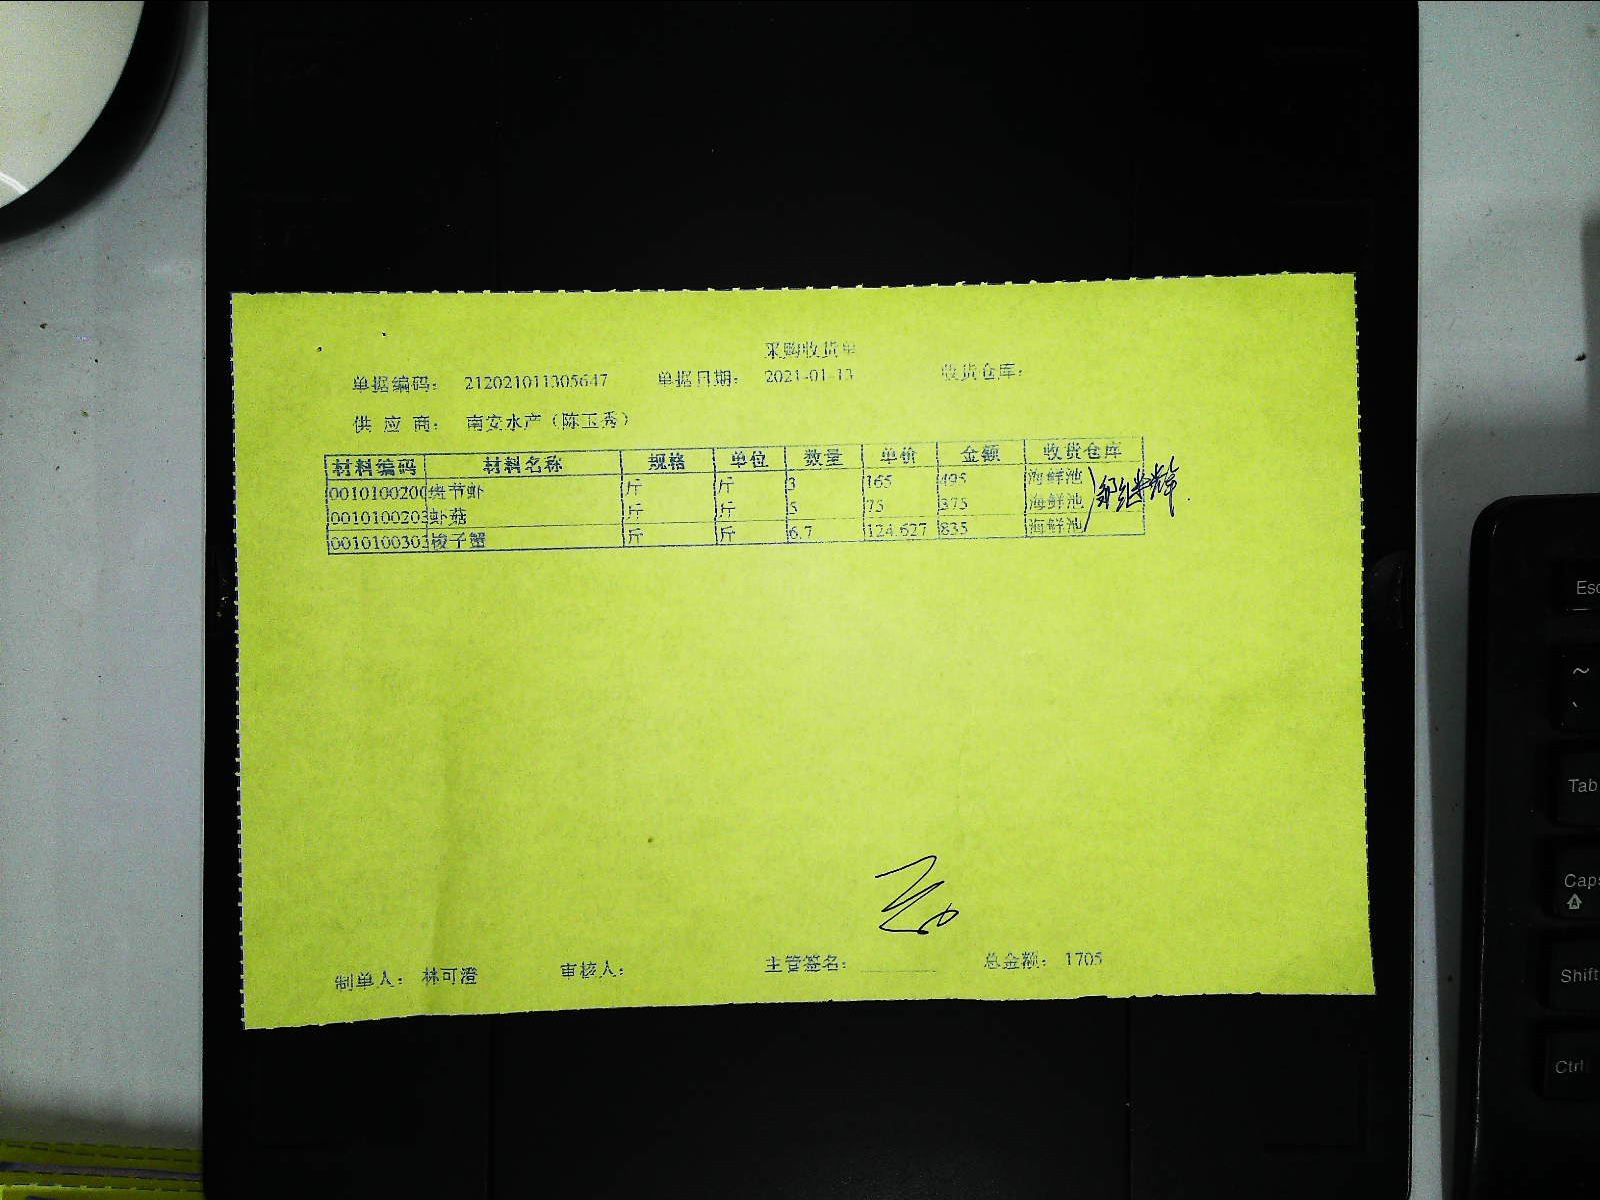 采购收货单
单据编码： 212021011305647 单据日期： 2021-01-13 收货仓库：
供 应 商： 南安水产（陈玉秀）
材料编码 材料名称 规格 单位 数量 单价 金额 收货仓库
0010100200 类节虾 斤 斤 3 165 495 海鲜池
0010100203 虾菇 斤 斤 5 75 375 海鲜池
0010100303 梭子蟹 斤 斤 6.7 124.627 835 海鲜池
制单人： 林可澄 审核人： 主管签名： 总金额： 1705
Esc
~
Tab
Caps
Shift
Ctrl